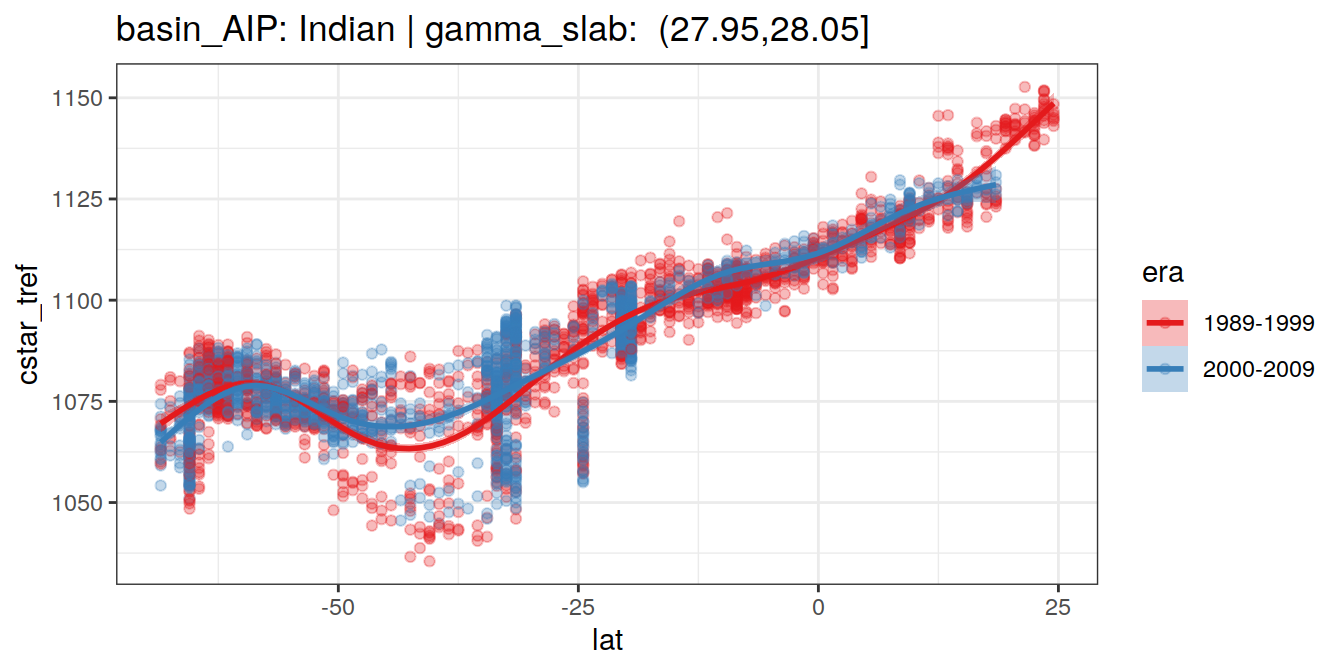 basin_AIP: Indian | gamma_slab:  (27.95,28.05]
1150
1125
1100
1075
1050
cstar_tref
-50
-25
0
25
lat
era
1989-1999
2000-2009